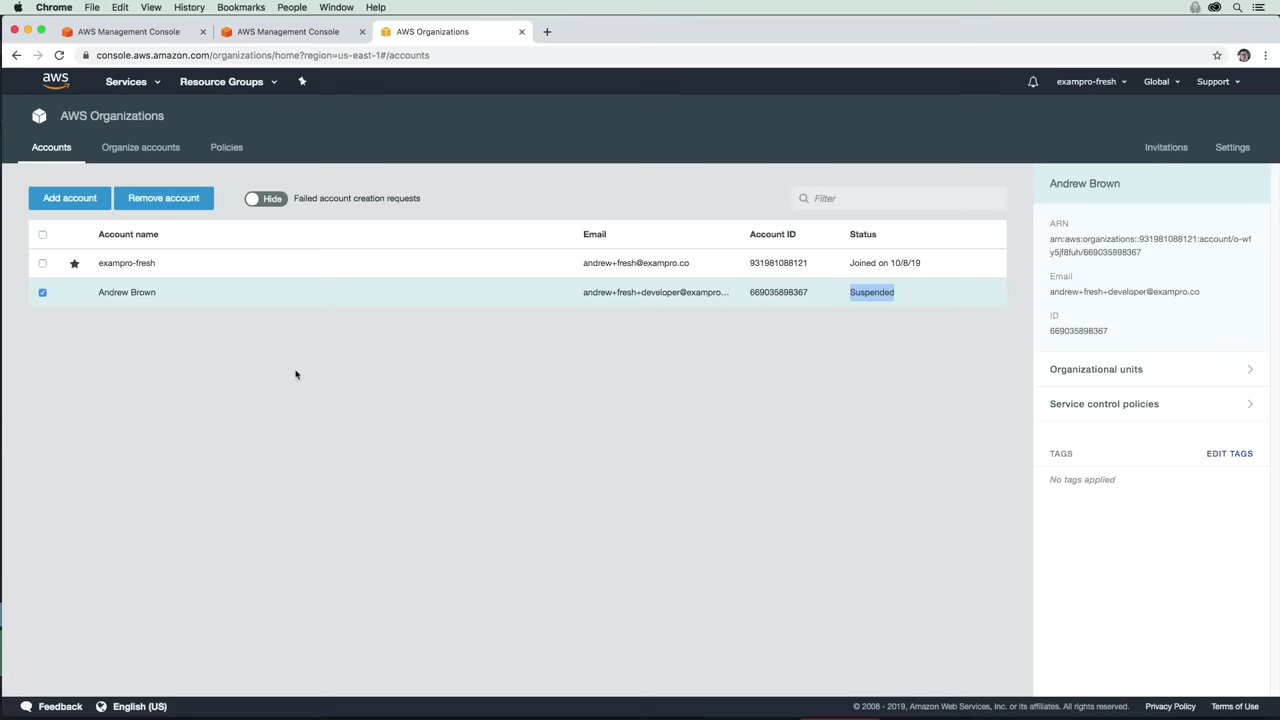 Chrome File Edit View History Bookmarks People Window Help
AWS Management Console
AWS Management Console
AWS Organizations
console.aws.amazon.com/organizations/home?region=us-east-1#/accounts
aws Services Resource Groups exampro-fresh Global Support
AWS Organizations
Accounts Organize accounts Policies Invitations Settings
Add account Remove account Hide Failed account creation requests Filter
Account name Email Account ID Status
exampro-fresh andrew+fresh@exampro.co 931981088121 Joined on 10/8/19
Andrew Brown andrew+fresh+developer@exampro... 669035898367 Suspended
Andrew Brown
ARN
arn:aws:organizations::931981088121:account/o-wf
y5jf8fuh/669035898367
Email
andrew+fresh+developer@exampro.co
ID
669035898367
Organizational units
Service control policies
TAGS EDIT TAGS
No tags applied
Feedback English (US) © 2008 - 2019, Amazon Web Services, Inc. or its affiliates. All rights reserved. Privacy Policy Terms of Use